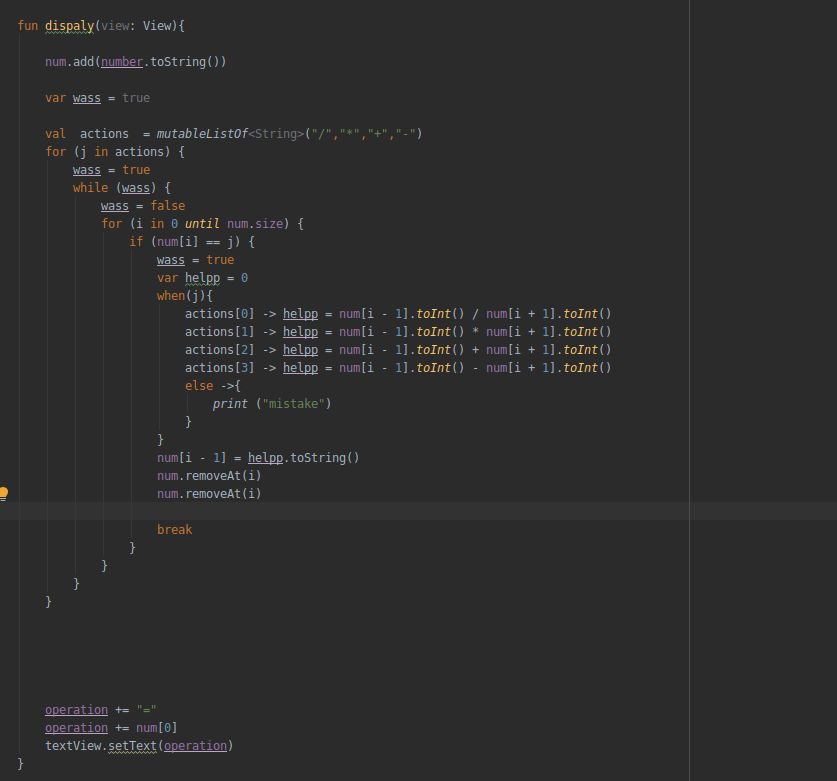 fun dispaly(view: View){
num.add(number.toString())
var wass = true
val  actions  = mutableListOf<String>("/","*","+","-")
for (j in actions) {
wass = true
while (wass) {
wass = false
for (i in 0 until num.size) {
if (num[i] == j) {
wass = true
var helpp = 0
when(j){
actions[0] -> helpp = num[i - 1].toInt() / num[i + 1].toInt()
actions[1] -> helpp = num[i - 1].toInt() * num[i + 1].toInt()
actions[2] -> helpp = num[i - 1].toInt() + num[i + 1].toInt()
actions[3] -> helpp = num[i - 1].toInt() - num[i + 1].toInt()
else ->{
print ("mistake")
}
}
num[i - 1] = helpp.toString()
num.removeAt(i)
num.removeAt(i)
break
}
}
}
}
operation += "="
operation += num[0]
textView.setText(operation)
}